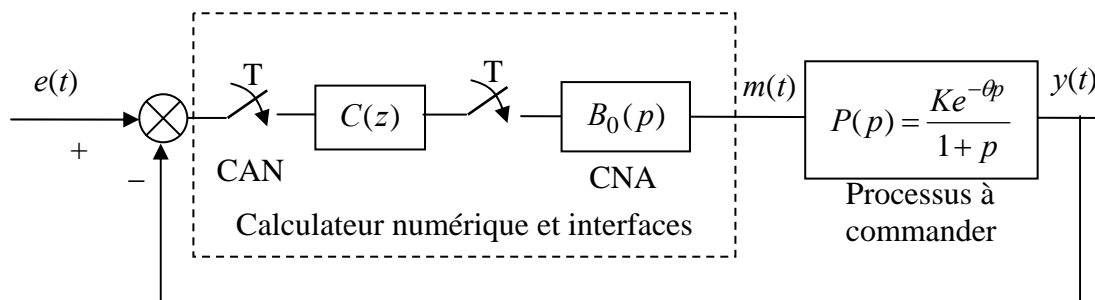 e(t)
+
−
T
CAN
C(z)
T
B₀(p)
CNA
Calculateur numérique et interfaces
m(t)
P(p) = Ke^{−θp} / (1 + p)
Processus à
commander
y(t)